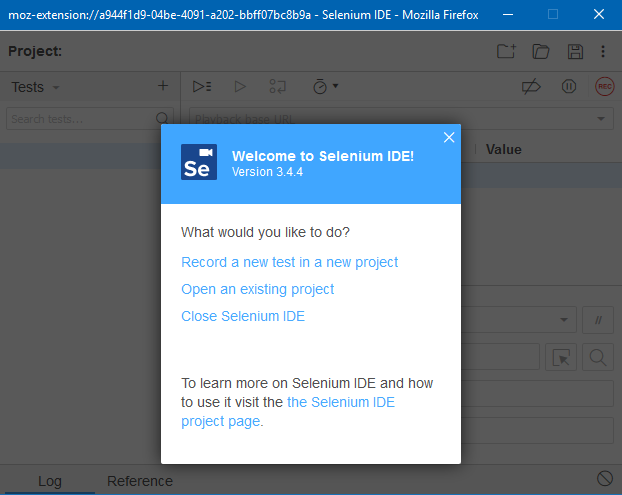 moz-extension://a944f1d9-04be-4091-a202-bbff07bc8b9a - Selenium IDE - Mozilla Firefox
Project:
Tests
REC
Search tests...
Playback base URL
Value
Se
Welcome to Selenium IDE!
Version 3.4.4
What would you like to do?
Record a new test in a new project
Open an existing project
Close Selenium IDE
//
To learn more on Selenium IDE and how
to use it visit the the Selenium IDE
project page.
Log Reference